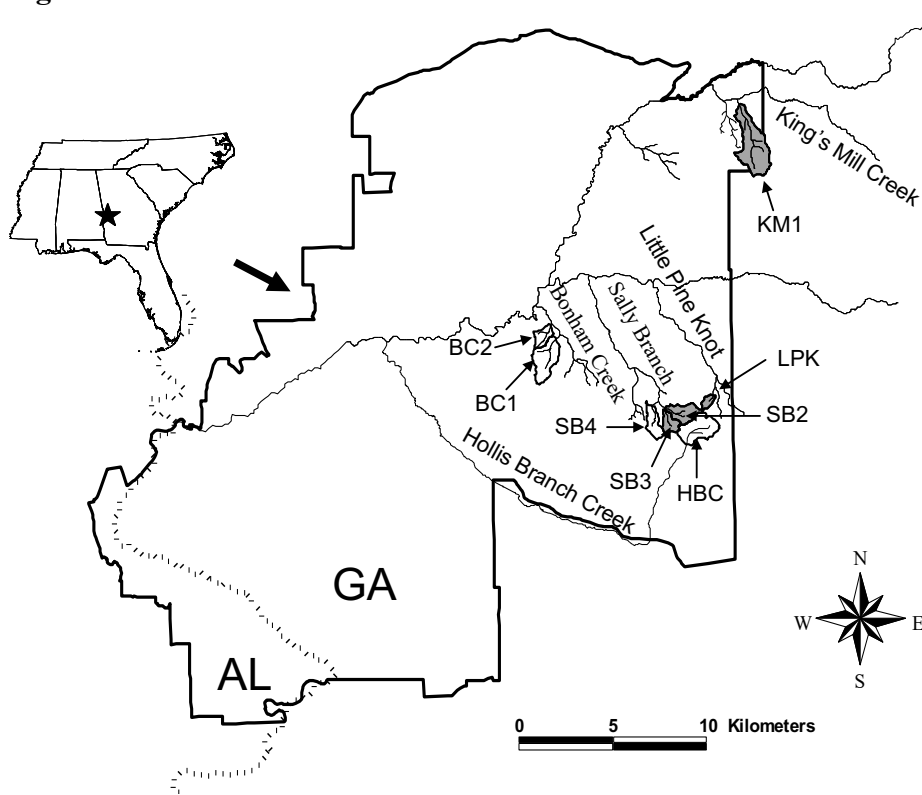 King's Mill Creek
KM1
Little Pine Knot
Sally Branch
Bonham Creek
BC2
BC1
LPK
SB2
SB4
SB3
HBC
Hollis Branch Creek
GA
AL
N
W
E
S
0 5 10 Kilometers